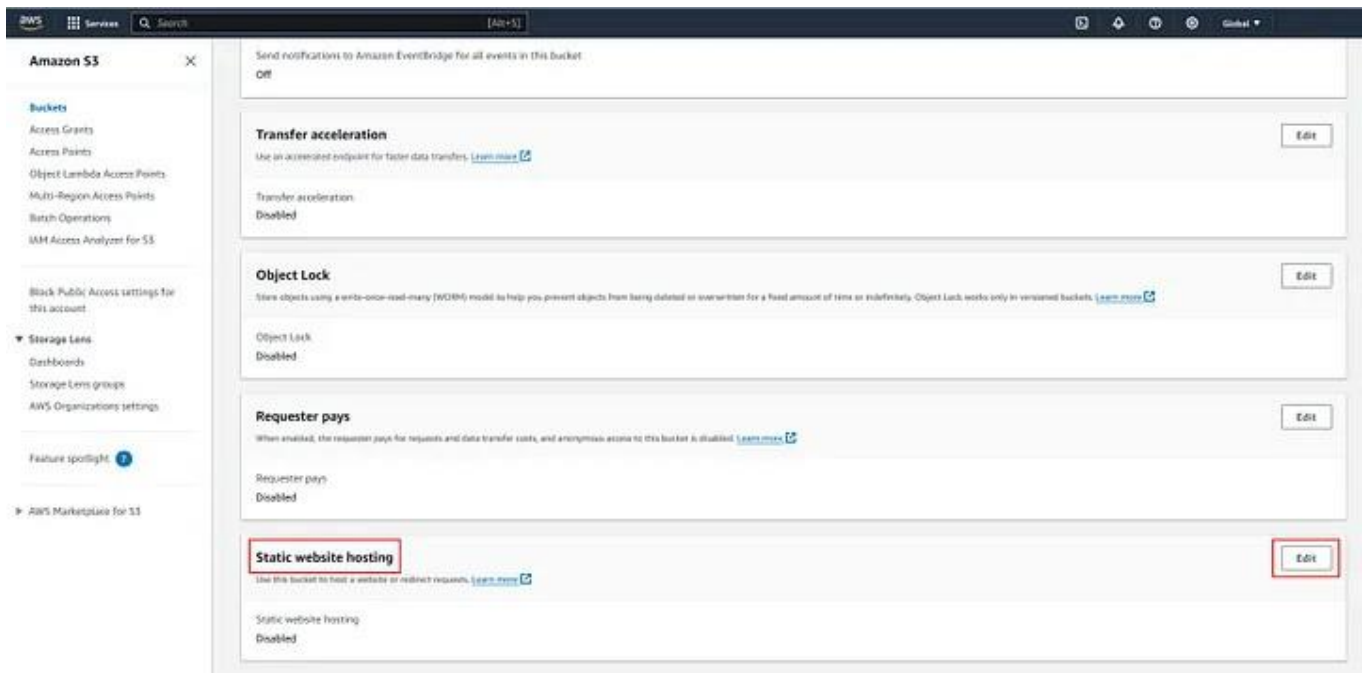 aws Services Search [Alt+S] Global
Amazon S3
Buckets
Access Grants
Access Points
Object Lambda Access Points
Multi-Region Access Points
Batch Operations
IAM Access Analyzer for S3
Block Public Access settings for
this account
Storage Lens
Dashboards
Storage Lens groups
AWS Organizations settings
Feature spotlight 7
AWS Marketplace for S3
Send notifications to Amazon EventBridge for all events in this bucket
Off
Transfer acceleration
Edit
Use an accelerated endpoint for faster data transfers. Learn more
Transfer acceleration
Disabled
Object Lock
Edit
Store objects using a write-once-read-many (WORM) model to help you prevent objects from being deleted or overwritten for a fixed amount of time or indefinitely. Object Lock works only in versioned buckets. Learn more
Object Lock
Disabled
Requester pays
Edit
When enabled, the requester pays for requests and data transfer costs, and anonymous access to this bucket is disabled. Learn more
Requester pays
Disabled
Static website hosting
Edit
Use this bucket to host a website or redirect requests. Learn more
Static website hosting
Disabled